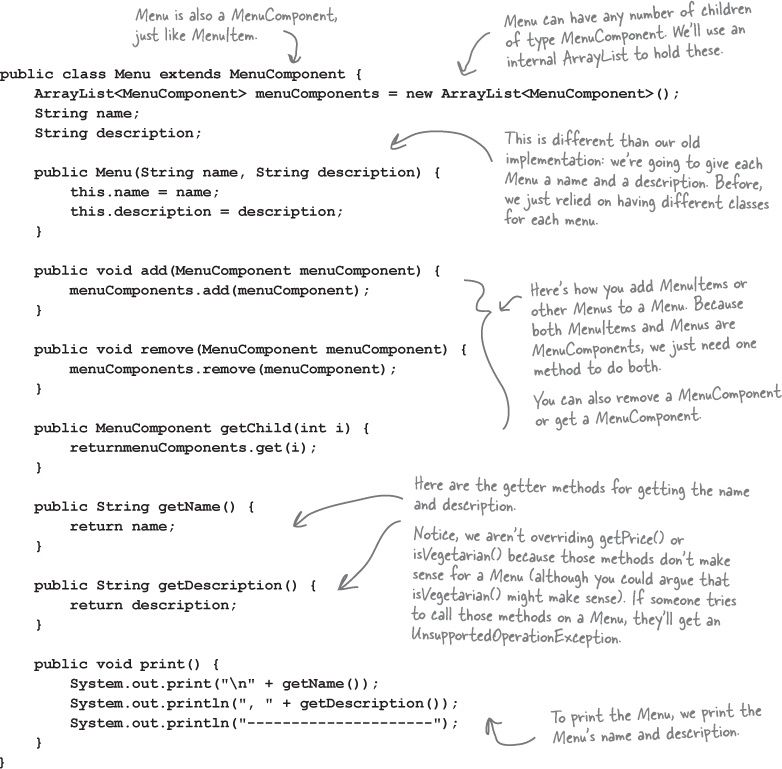 Menu is also a MenuComponent,
just like MenuItem.
Menu can have any number of children
of type MenuComponent. We'll use an
internal ArrayList to hold these.
public class Menu extends MenuComponent {
ArrayList<MenuComponent> menuComponents = new ArrayList<MenuComponent>();
String name;
String description;
This is different than our old
implementation: we're going to give each
Menu a name and a description. Before,
we just relied on having different classes
for each menu.
public Menu(String name, String description) {
this.name = name;
this.description = description;
}
public void add(MenuComponent menuComponent) {
menuComponents.add(menuComponent);
}
Here's how you add MenuItems or
other Menus to a Menu. Because
both MenuItems and Menus are
MenuComponents, we just need one
method to do both.
You can also remove a MenuComponent
or get a MenuComponent.
public void remove(MenuComponent menuComponent) {
menuComponents.remove(menuComponent);
}
public MenuComponent getChild(int i) {
returnmenuComponents.get(i);
}
Here are the getter methods for getting the name
and description.
public String getName() {
return name;
}
Notice, we aren't overriding getPrice() or
isVegetarian() because those methods don't make
sense for a Menu (although you could argue that
isVegetarian() might make sense). If someone tries
to call those methods on a Menu, they'll get an
UnsupportedOperationException.
public String getDescription() {
return description;
}
public void print() {
System.out.print("\n" + getName());
System.out.println(", " + getDescription());
System.out.println("---------------------");
}
To print the Menu, we print the
Menu's name and description.
}